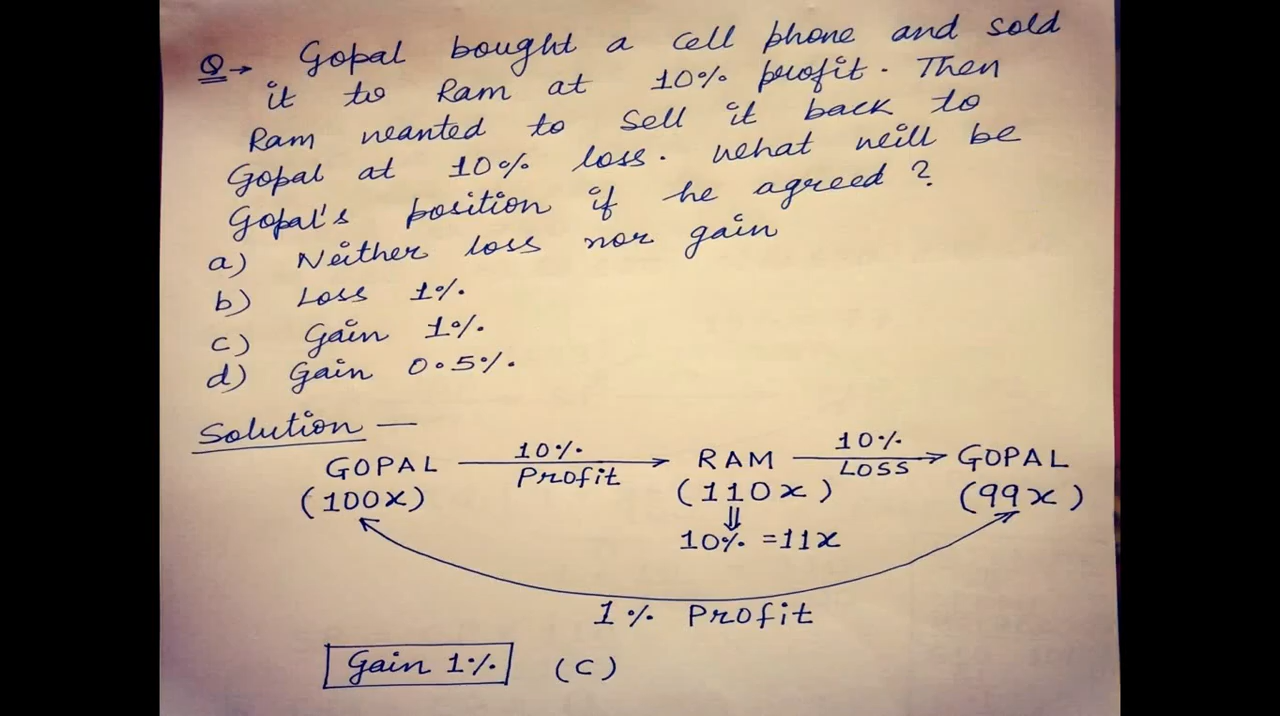 Q→ Gopal bought a cell phone and sold
it to Ram at 10% profit. Then
Ram wanted to sell it back to
Gopal at 10% loss. What will be
Gopal's position if he agreed?
a) Neither loss nor gain
b) Loss 1%.
c) Gain 1%.
d) Gain 0.5%.
Solution —
GOPAL 10% Profit → RAM 10% LOSS → GOPAL
(100x) (110x) (99x)
⇓
10% = 11x
1% Profit
Gain 1% (C)